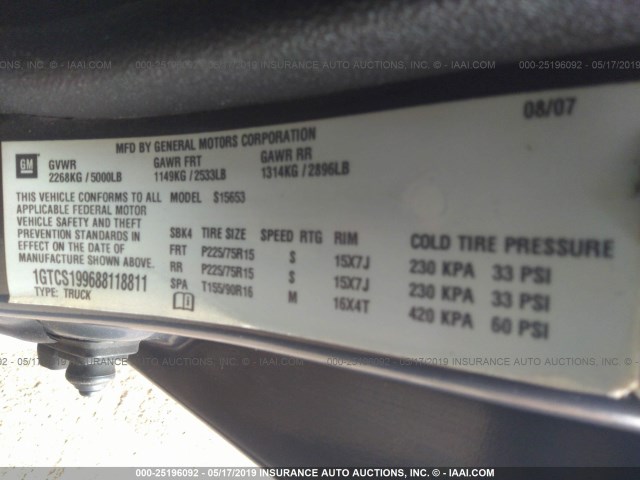 000-25196092 - 05/17/2019 INSURANCE AUTO AUCTIONS, INC. - © IAAI.COM
08/07
MFD BY GENERAL MOTORS CORPORATION
GM
GVWR GAWR FRT GAWR RR
2268KG / 5000LB 1149KG / 2533LB 1314KG / 2896LB
THIS VEHICLE CONFORMS TO ALL MODEL S15653
APPLICABLE FEDERAL MOTOR
VEHICLE SAFETY AND THEFT
PREVENTION STANDARDS IN
EFFECT ON THE DATE OF
MANUFACTURE SHOWN ABOVE.
1GTCS199688118811
TYPE: TRUCK
SBK4 TIRE SIZE SPEED RTG RIM COLD TIRE PRESSURE
FRT P225/75R15 S 15X7J 230 KPA 33 PSI
RR P225/75R15 S 15X7J 230 KPA 33 PSI
SPA T155/90R16 M 16X4T 420 KPA 60 PSI
000-25196092 - 05/17/2019 INSURANCE AUTO AUCTIONS, INC. - © IAAI.COM